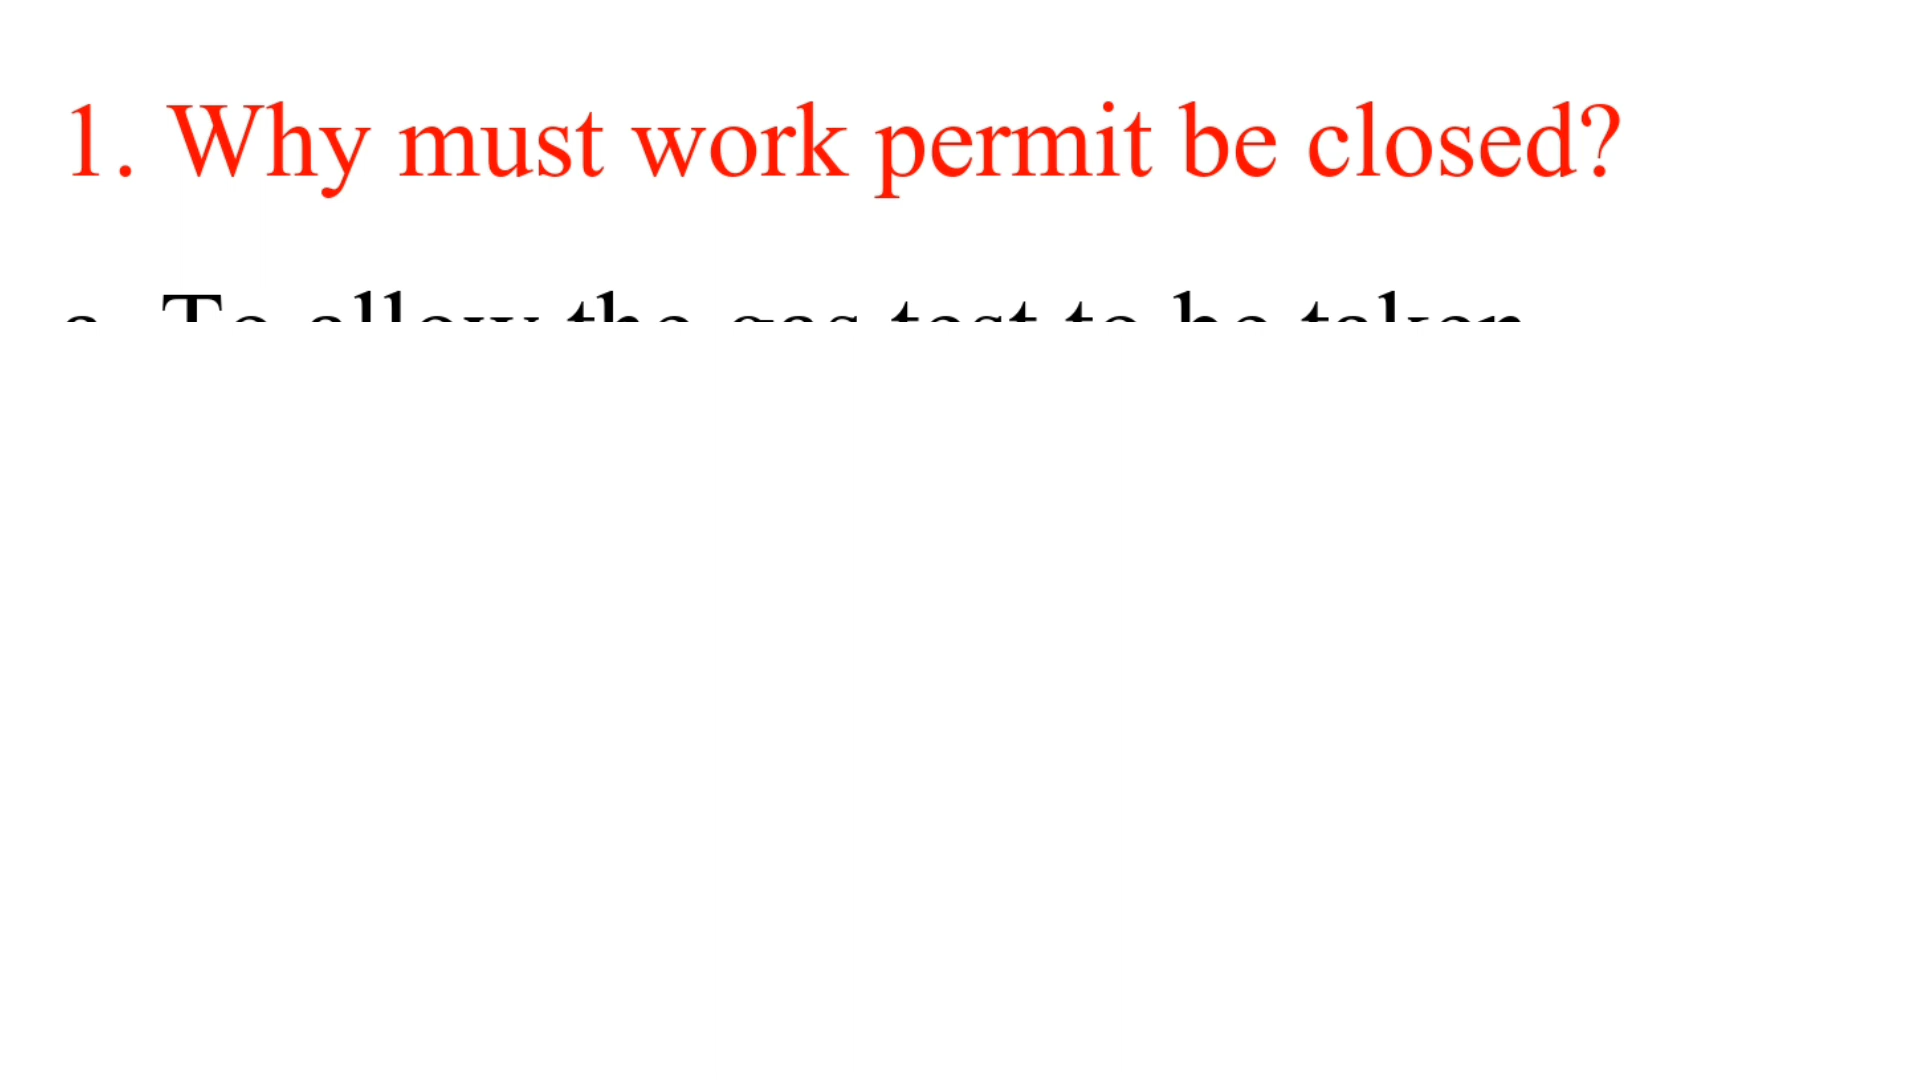 1. Why must work permit be closed?
a. To allow the gas test to be taken